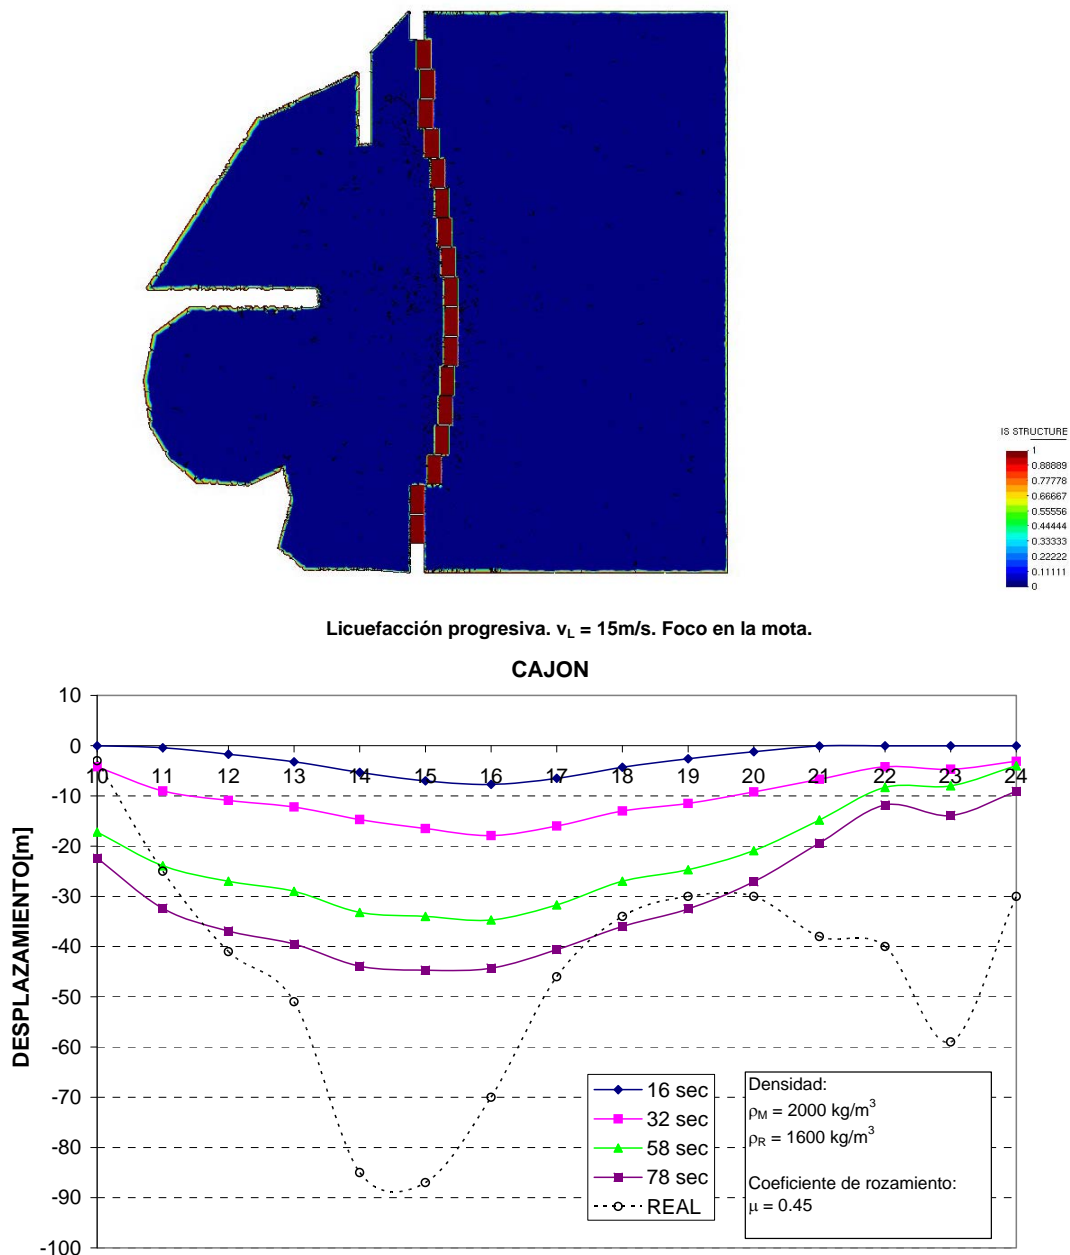 IS STRUCTURE
1
0.88889
0.77778
0.66667
0.55556
0.44444
0.33333
0.22222
0.11111
0
Licuefacción progresiva. vL = 15m/s. Foco en la mota.
CAJON
10
0
-10
-20
-30
-40
-50
-60
-70
-80
-90
-100
DESPLAZAMIENTO[m]
10 11 12 13 14 15 16 17 18 19 20 21 22 23 24
16 sec
32 sec
58 sec
78 sec
REAL
Densidad:
ρM = 2000 kg/m³
ρR = 1600 kg/m³
Coeficiente de rozamiento:
μ = 0.45